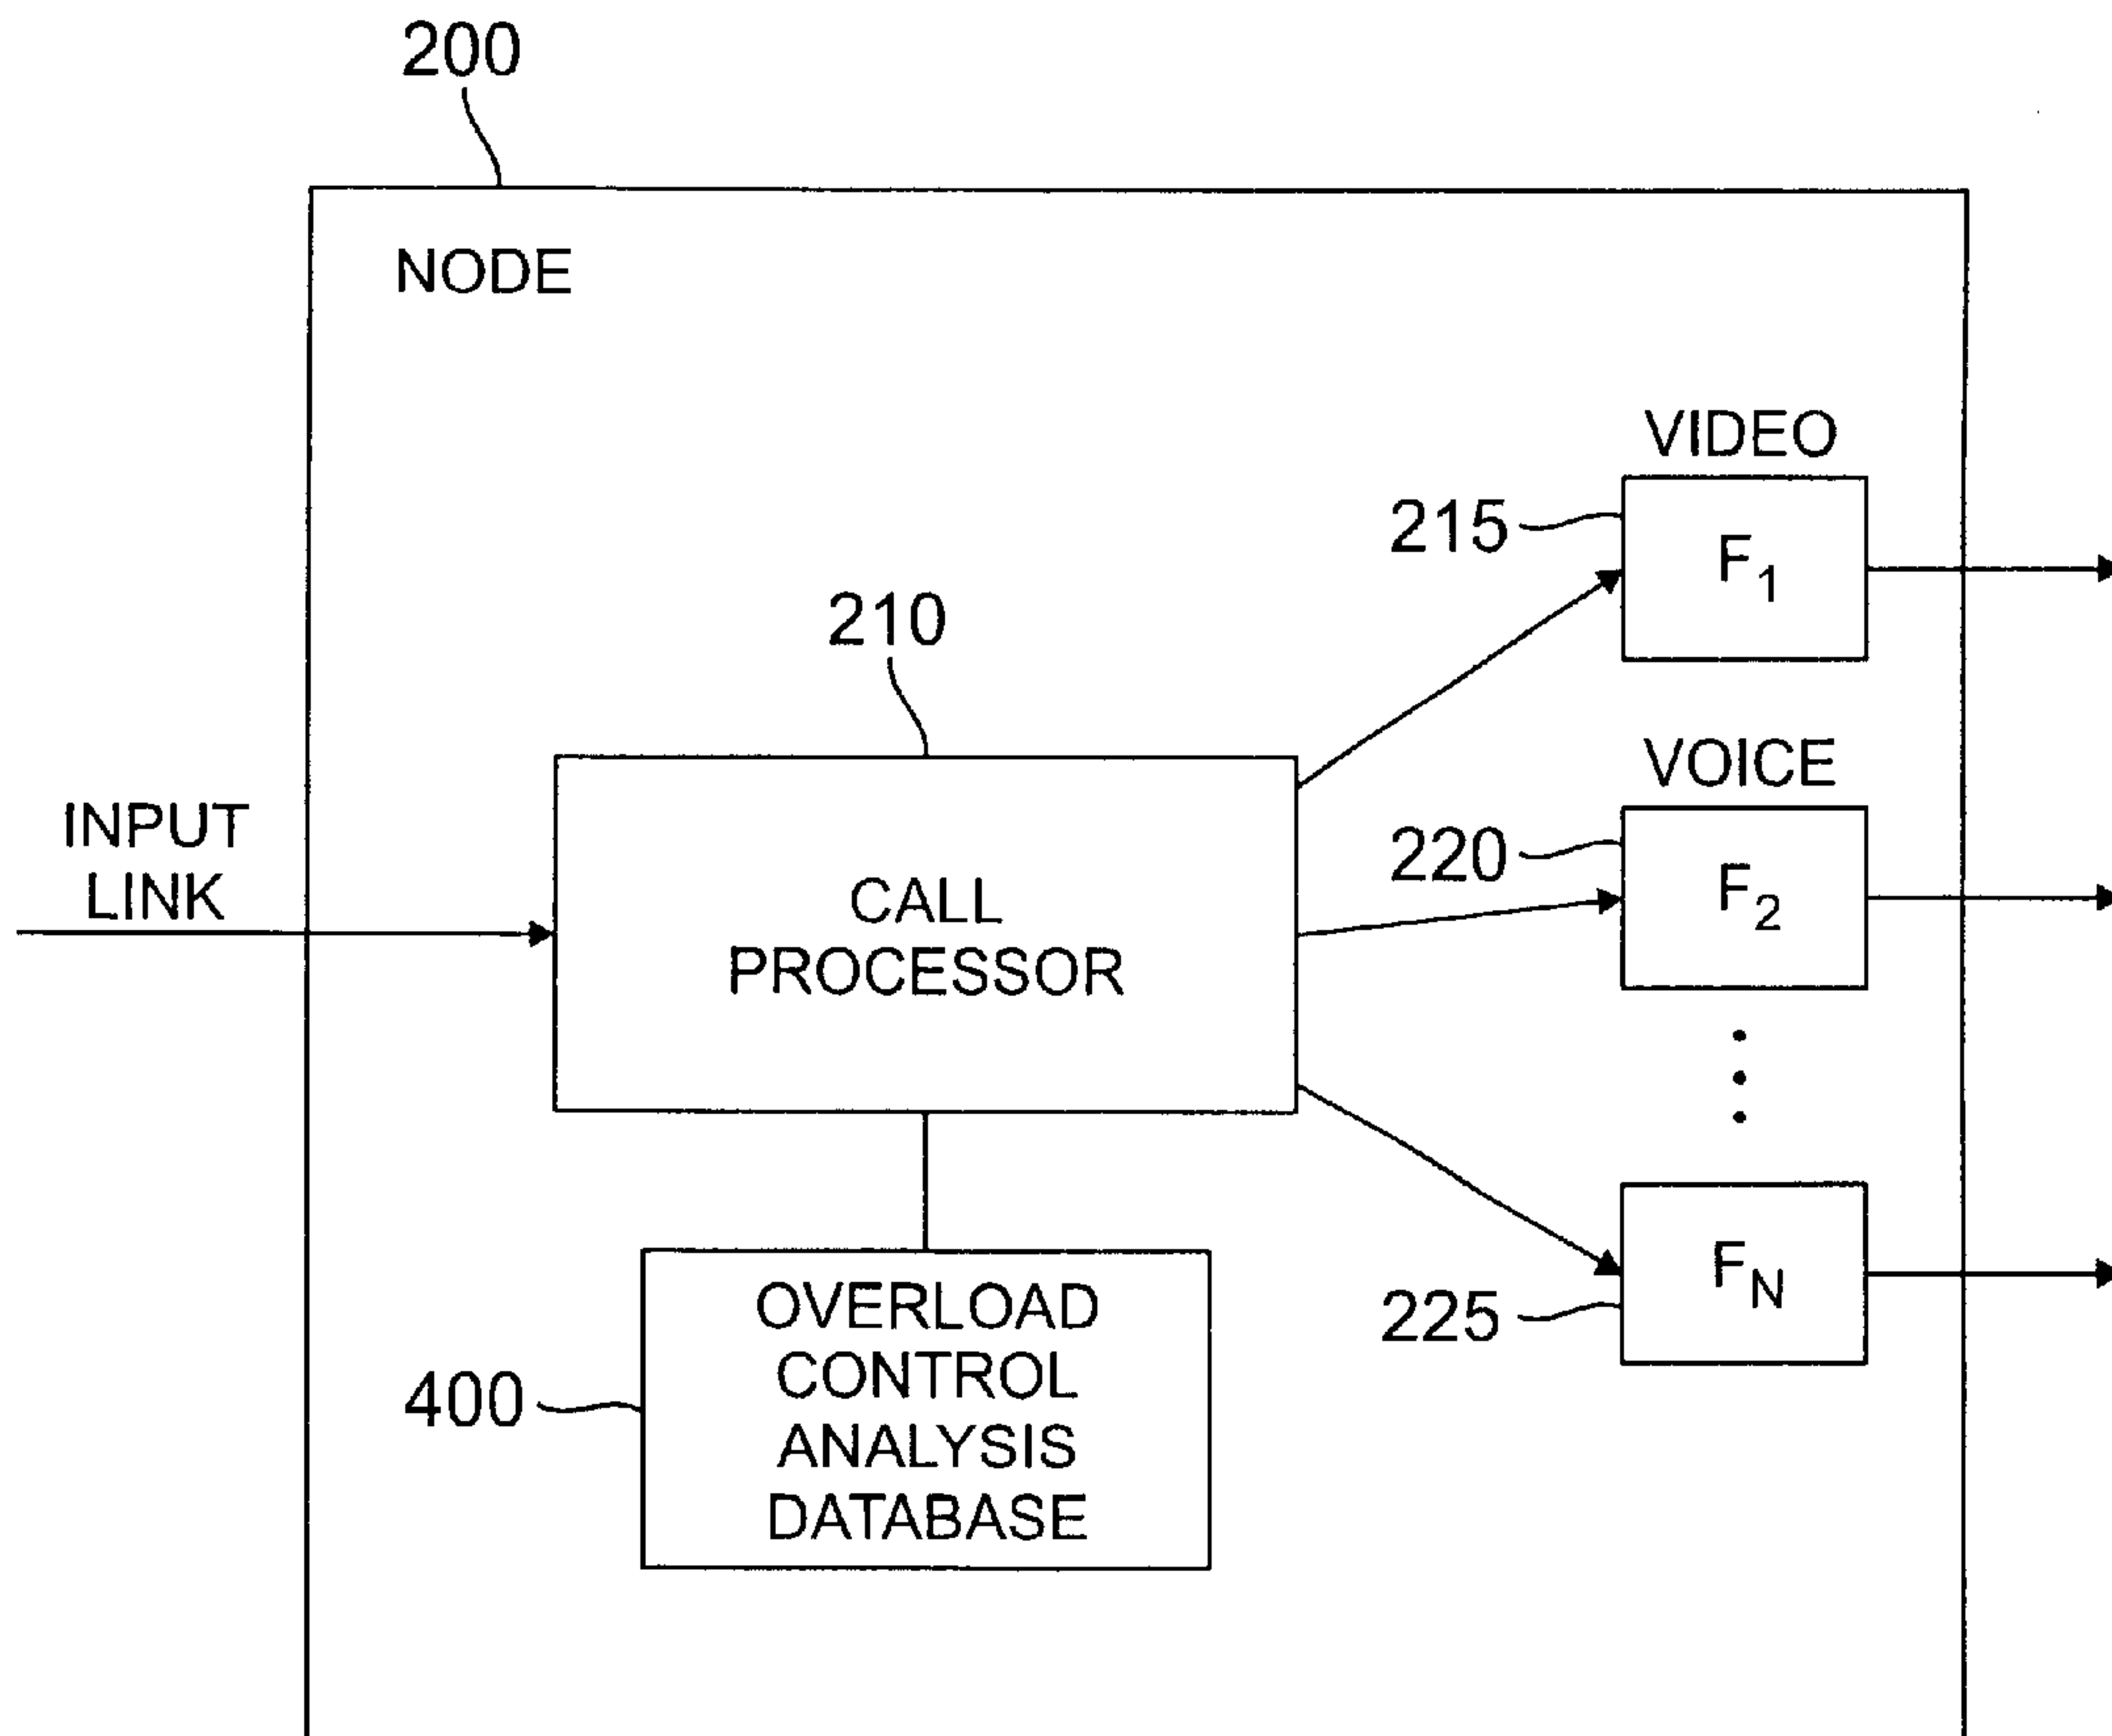 200
NODE
VIDEO
215
F1
210
VOICE
INPUT
LINK
220
F2
CALL
PROCESSOR
FN
225
OVERLOAD
CONTROL
ANALYSIS
DATABASE
400